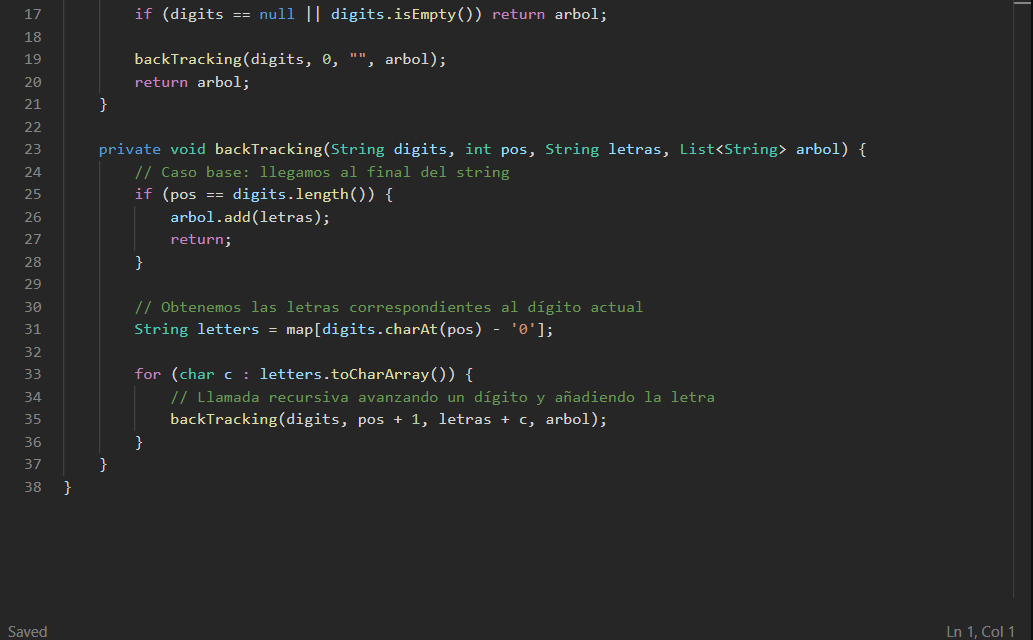 17 if (digits == null || digits.isEmpty()) return arbol;
18
19 backTracking(digits, 0, "", arbol);
20 return arbol;
21 }
22
23 private void backTracking(String digits, int pos, String letras, List<String> arbol) {
24 // Caso base: llegamos al final del string
25 if (pos == digits.length()) {
26 arbol.add(letras);
27 return;
28 }
29
30 // Obtenemos las letras correspondientes al dígito actual
31 String letters = map[digits.charAt(pos) - '0'];
32
33 for (char c : letters.toCharArray()) {
34 // Llamada recursiva avanzando un dígito y añadiendo la letra
35 backTracking(digits, pos + 1, letras + c, arbol);
36 }
37 }
38 }
Saved Ln 1, Col 1